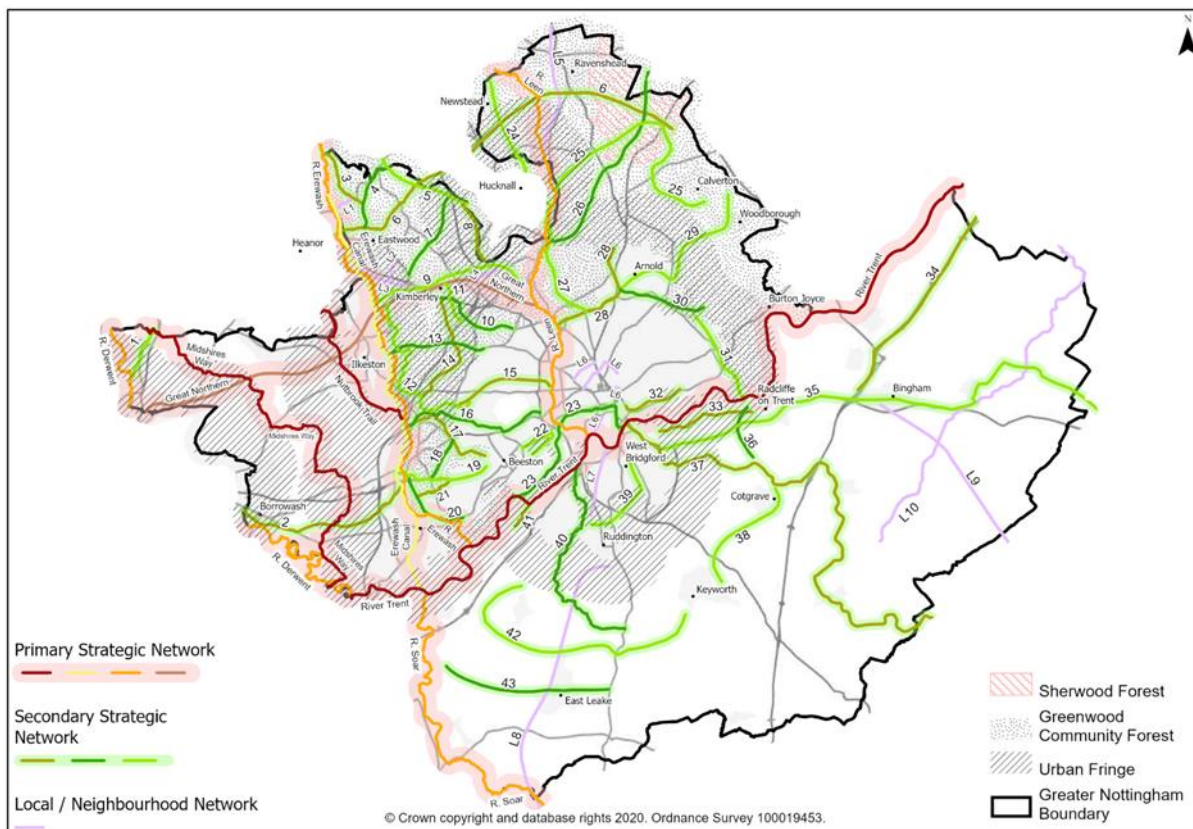 N
L5
Ravenshead
R. Leen
6
Newstead
24
25
Hucknall
26
25
Calverton
Woodborough
29
28
R.Erewash
3
4
5
L1
6
7
8
Heanor
Eastwood
Erewash Canal
L3
9
Great Northern
Kimberley
11
10
27
Arnold
28
30
Burton Joyce
River Trent
34
R. Leen
31
R. Derwent
1
Midshires Way
Great Northern
Ilkeston
Nutbrook Trail
13
12
14
15
L6
L6
L6
32
Radcliffe on Trent
33
35
Bingham
16
23
L6
17
22
18
19
Beeston
West Bridgford
36
Midshires Way
21
23
River Trent
L7
37
39
L9
L10
Cotgrave
Borrowash
2
Erewash Canal
20
R. Erewash
41
40
Ruddington
38
Midshires Way
R. Derwent
River Trent
Keyworth
42
R. Soar
43
East Leake
L8
R. Soar
Primary Strategic Network
Secondary Strategic
Network
Local / Neighbourhood Network
Sherwood Forest
Greenwood
Community Forest
Urban Fringe
Greater Nottingham
Boundary
© Crown copyright and database rights 2020. Ordnance Survey 100019453.